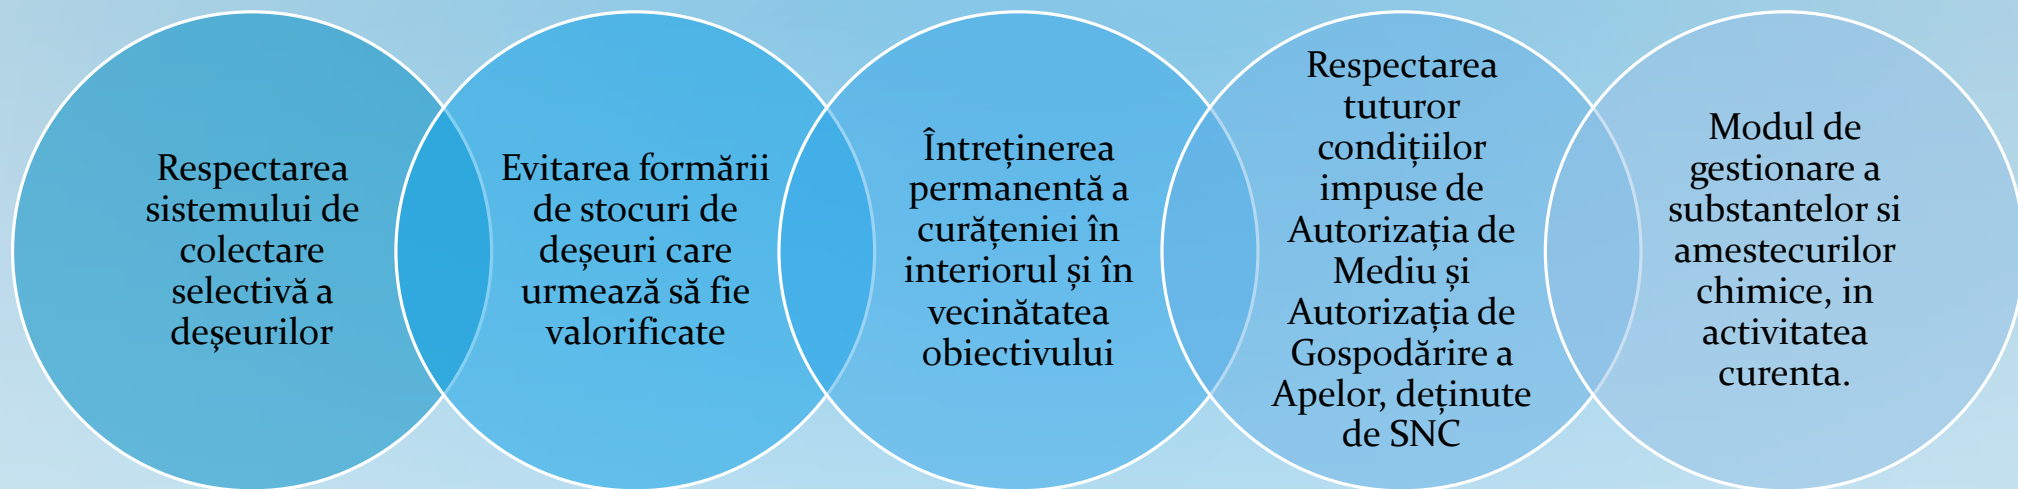 Respectarea
sistemului de
colectare
selectivă a
deșeurilor
Evitarea formării
de stocuri de
deșeuri care
urmează să fie
valorificate
Întreținerea
permanentă a
curățeniei în
interiorul și în
vecinătatea
obiectivului
Respectarea
tuturor
condițiilor
impuse de
Autorizația de
Mediu și
Autorizația de
Gospodărire a
Apelor, deținute
de SNC
Modul de
gestionare a
substantelor si
amestecurilor
chimice, in
activitatea
curenta.